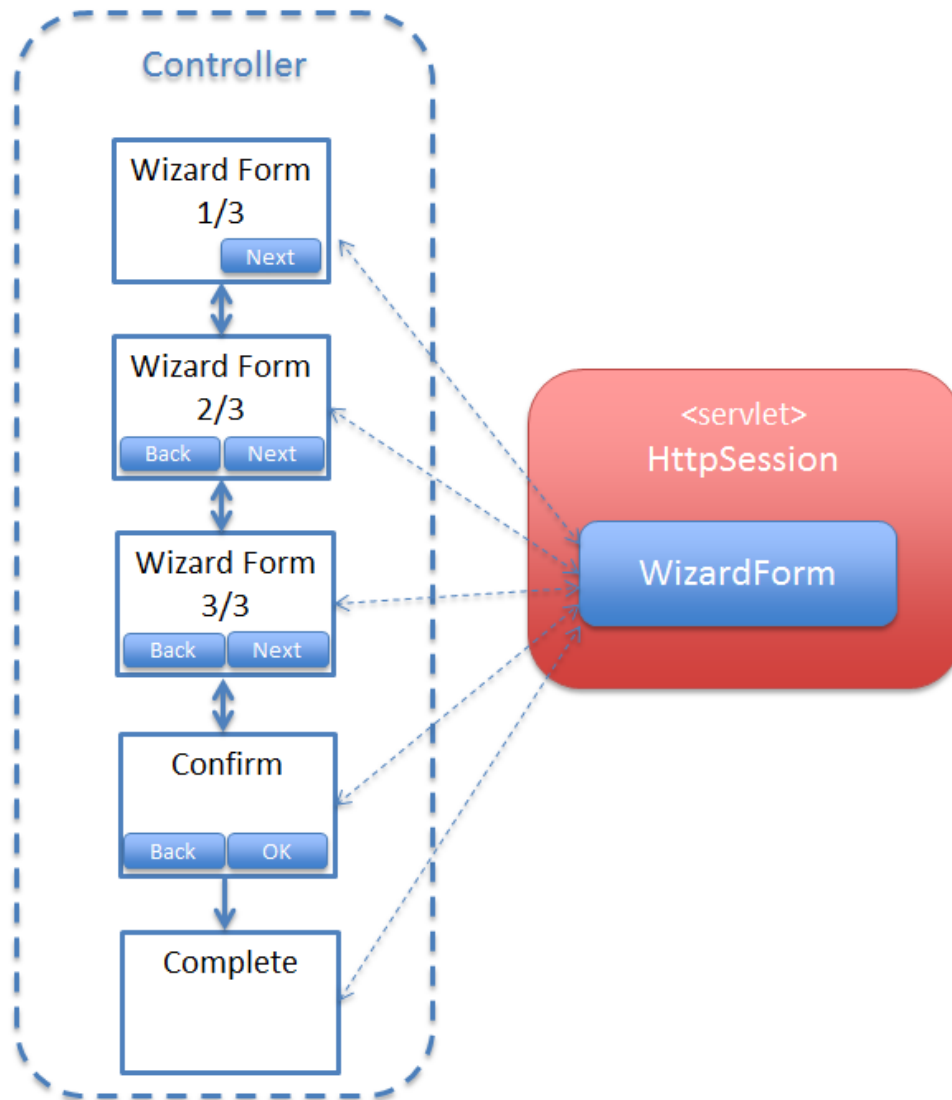 Controller
Wizard Form
1/3
Next
Wizard Form
2/3
Back Next
Wizard Form
3/3
Back Next
Confirm
Back OK
Complete
<servlet>
HttpSession
WizardForm